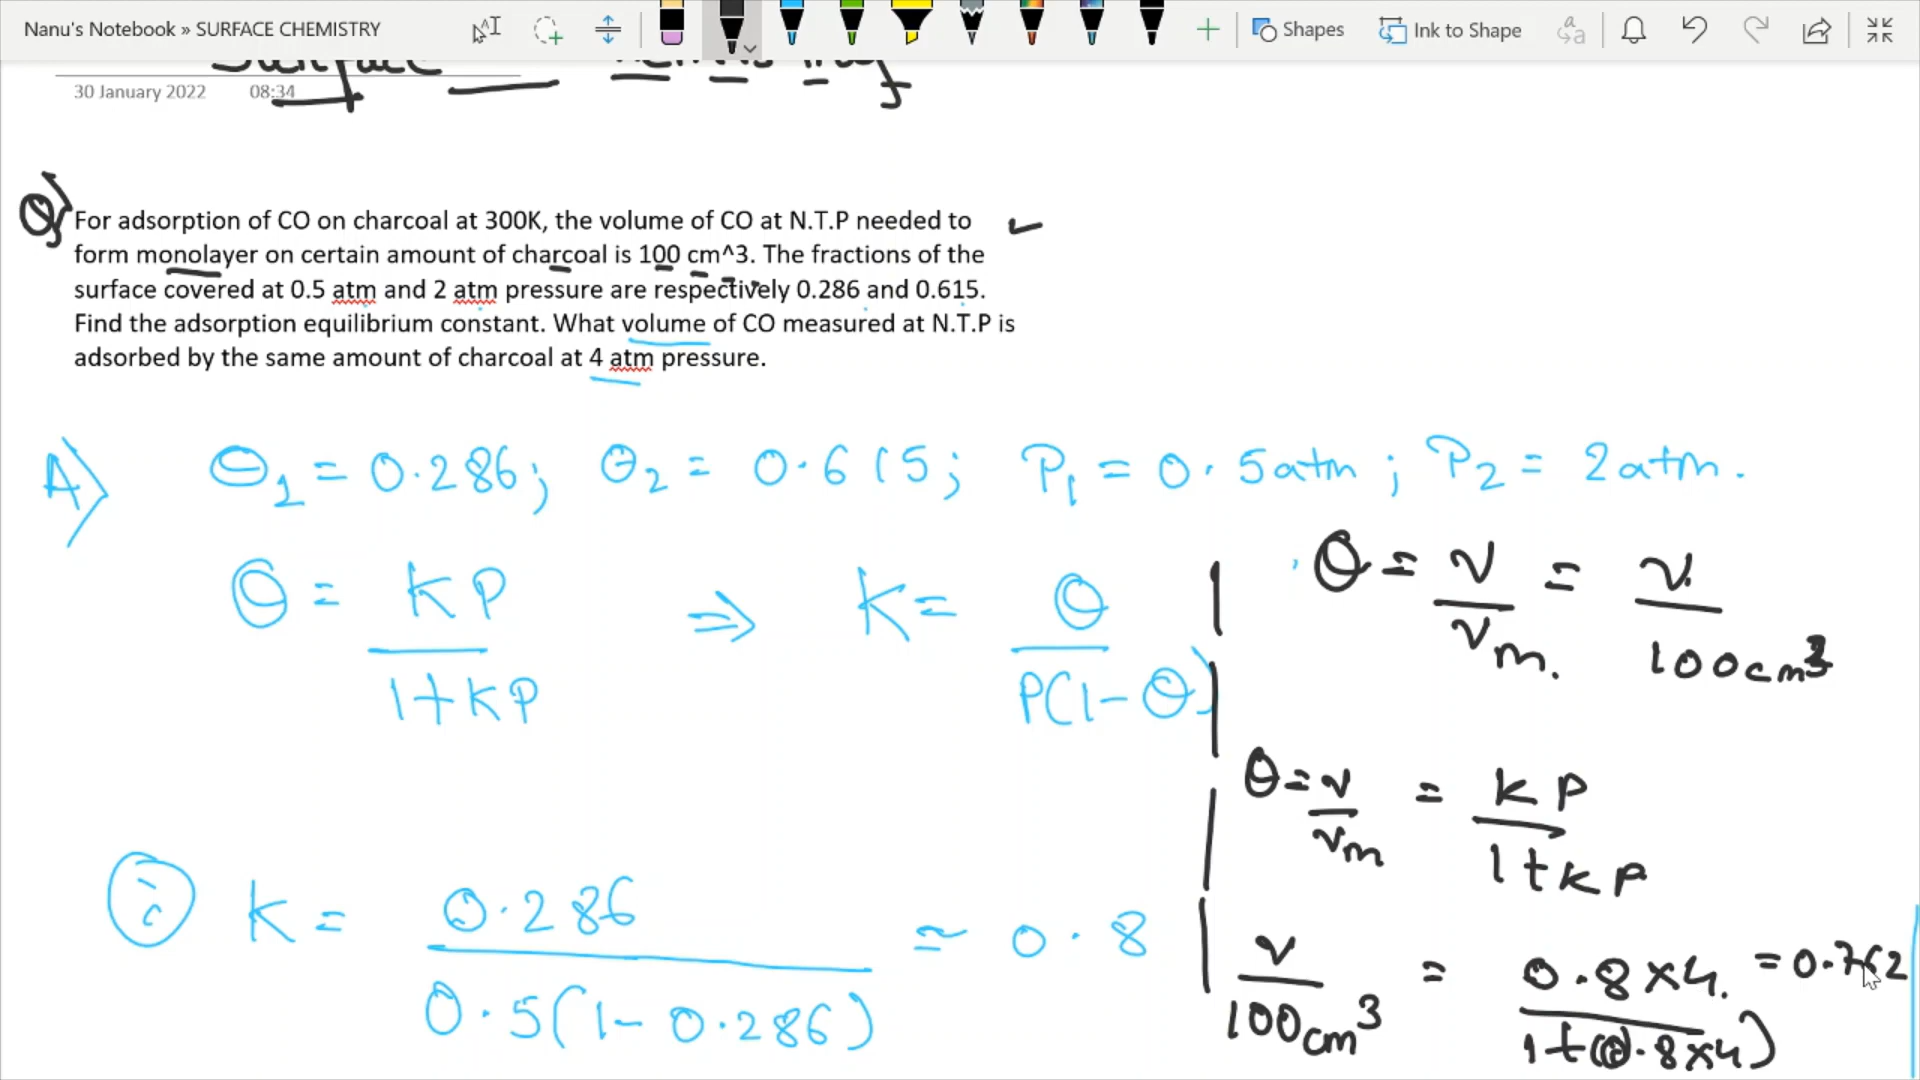 Nanu's Notebook » SURFACE CHEMISTRY
Shapes
Ink to Shape
Surface
30 January 2022 08:34
Q) For adsorption of CO on charcoal at 300K, the volume of CO at N.T.P needed to
form monolayer on certain amount of charcoal is 100 cm^3. The fractions of the
surface covered at 0.5 atm and 2 atm pressure are respectively 0.286 and 0.615.
Find the adsorption equilibrium constant. What volume of CO measured at N.T.P is
adsorbed by the same amount of charcoal at 4 atm pressure.
A) θ1 = 0.286; θ2 = 0.615; P1 = 0.5atm; P2 = 2atm.
θ = KP / 1+KP ⇒ K = θ / P(1-θ)
θ = V / Vm. = V / 100cm³
θ = V / Vm = KP / 1+KP
i K = 0.286 / 0.5(1-0.286) ≃ 0.8
V / 100cm³ = 0.8×4. / 1+(0.8×4) = 0.762